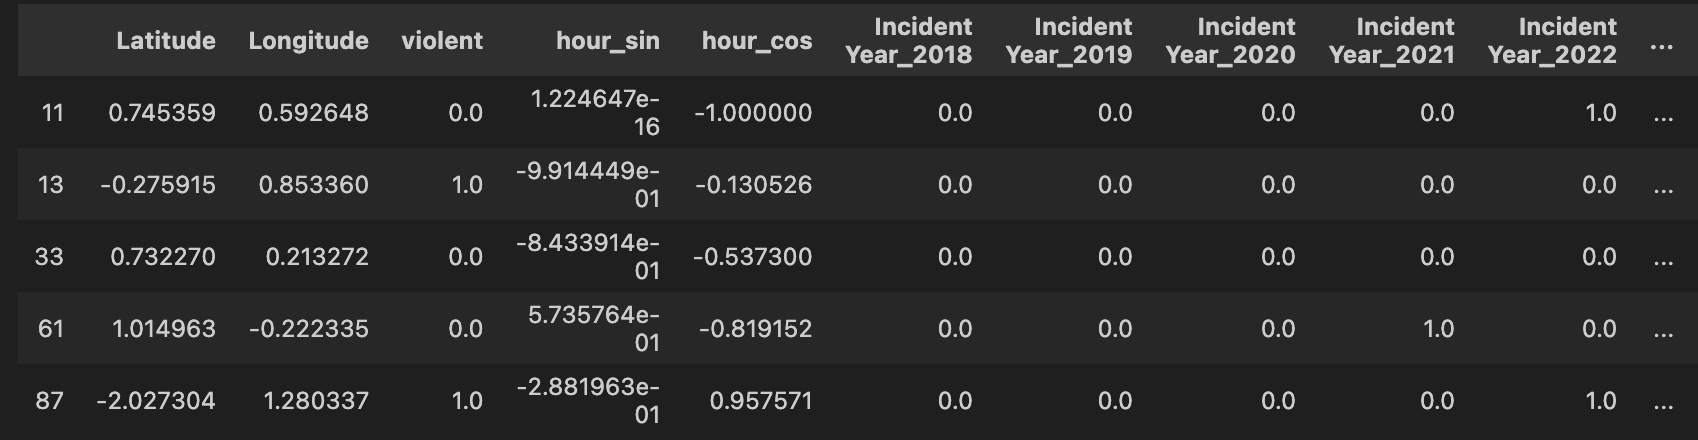 Latitude Longitude violent hour_sin hour_cos Incident Year_2018 Incident Year_2019 Incident Year_2020 Incident Year_2021 Incident Year_2022 ...
11 0.745359 0.592648 0.0 1.224647e-16 -1.000000 0.0 0.0 0.0 0.0 1.0 ...
13 -0.275915 0.853360 1.0 -9.914449e-01 -0.130526 0.0 0.0 0.0 0.0 0.0 ...
33 0.732270 0.213272 0.0 -8.433914e-01 -0.537300 0.0 0.0 0.0 0.0 0.0 ...
61 1.014963 -0.222335 0.0 5.735764e-01 -0.819152 0.0 0.0 0.0 1.0 0.0 ...
87 -2.027304 1.280337 1.0 -2.881963e-01 0.957571 0.0 0.0 0.0 0.0 1.0 ...